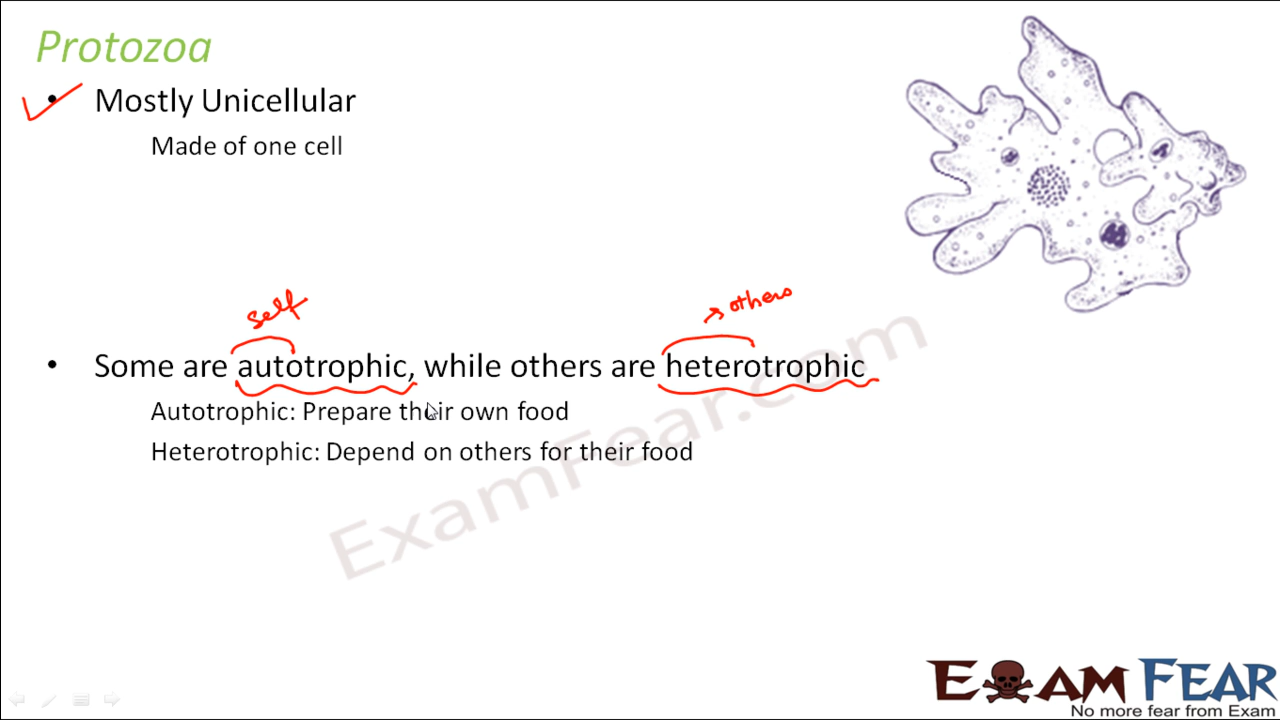 Protozoa
• Mostly Unicellular
Made of one cell
self
others
• Some are autotrophic, while others are heterotrophic
Autotrophic: Prepare their own food
Heterotrophic: Depend on others for their food
ExamFear.com
EXAM FEAR
No more fear from Exam